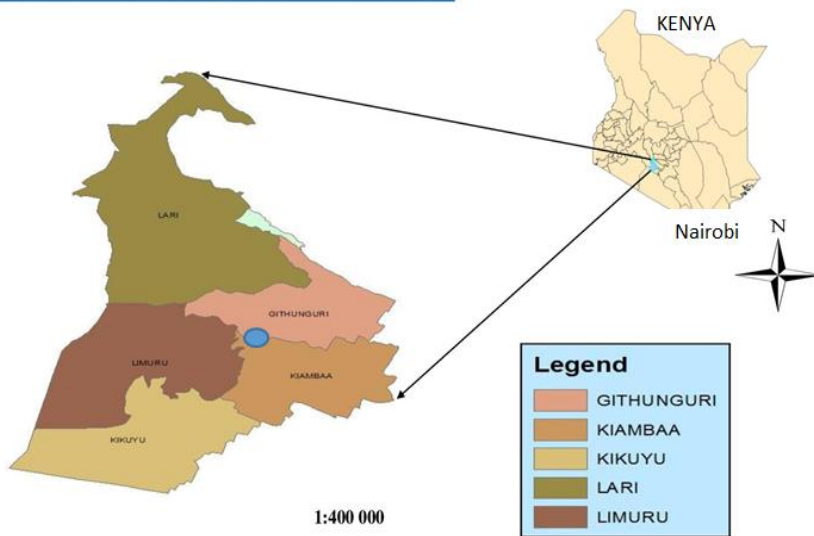 KENYA
LARI
Nairobi
N
GITHUNGURI
LIMURU
KIAMBAA
KIKUYU
Legend
GITHUNGURI
KIAMBAA
KIKUYU
LARI
LIMURU
1:400 000